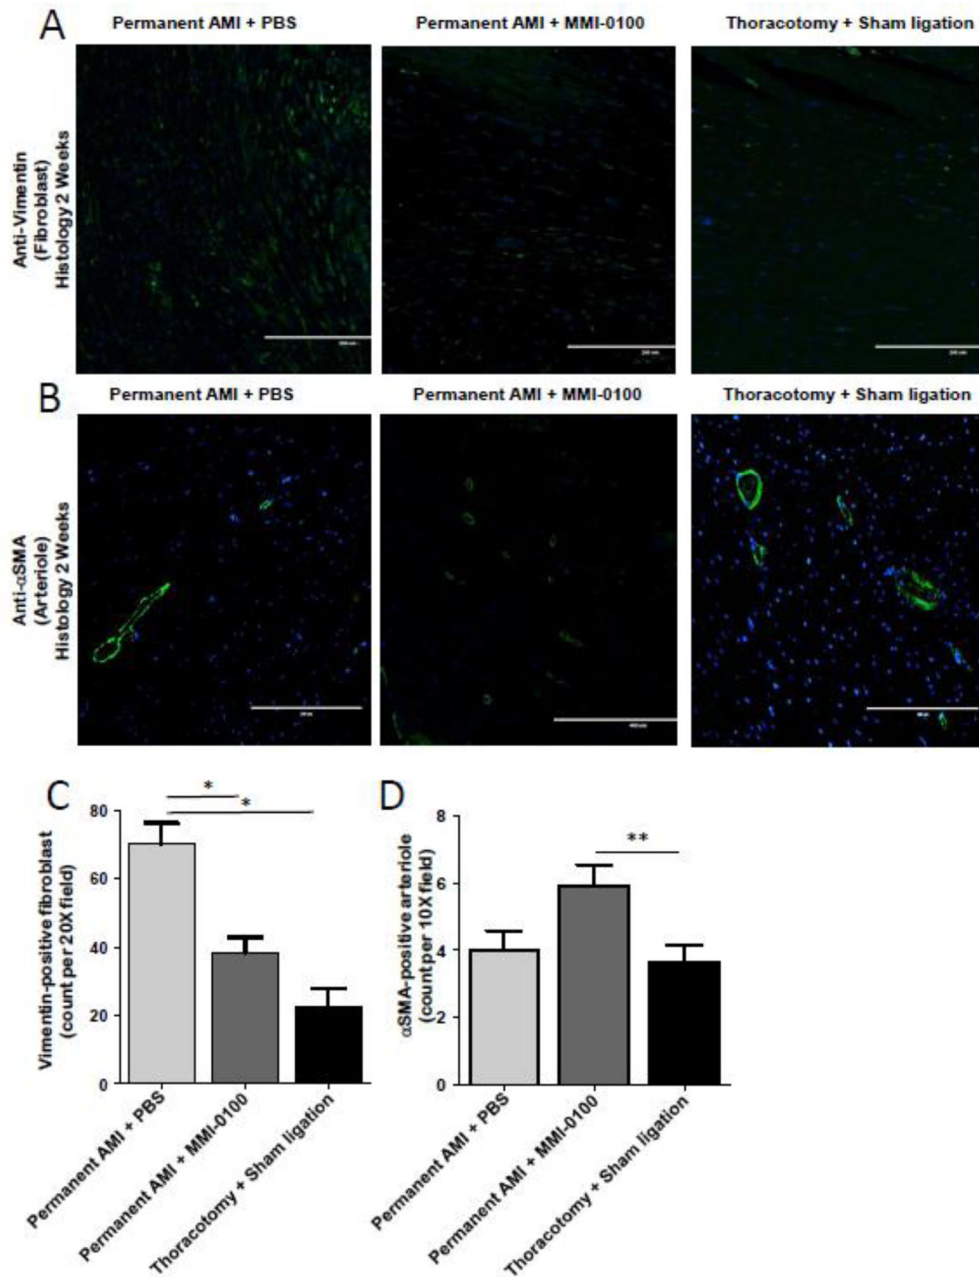 A
Permanent AMI + PBS
Permanent AMI + MMI-0100
Thoracotomy + Sham ligation
Anti-Vimentin
(Fibroblast)
Histology 2 Weeks
B
Permanent AMI + PBS
Permanent AMI + MMI-0100
Thoracotomy + Sham ligation
Anti-αSMA
(Arteriole)
Histology 2 Weeks
C
Vimentin-positive fibroblast
(count per 20X field)
80
60
40
20
0
*
*
Permanent AMI + PBS
Permanent AMI + MMI-0100
Thoracotomy + Sham ligation
D
αSMA-positive arteriole
(count per 10X field)
8
6
4
2
0
**
Permanent AMI + PBS
Permanent AMI + MMI-0100
Thoracotomy + Sham ligation